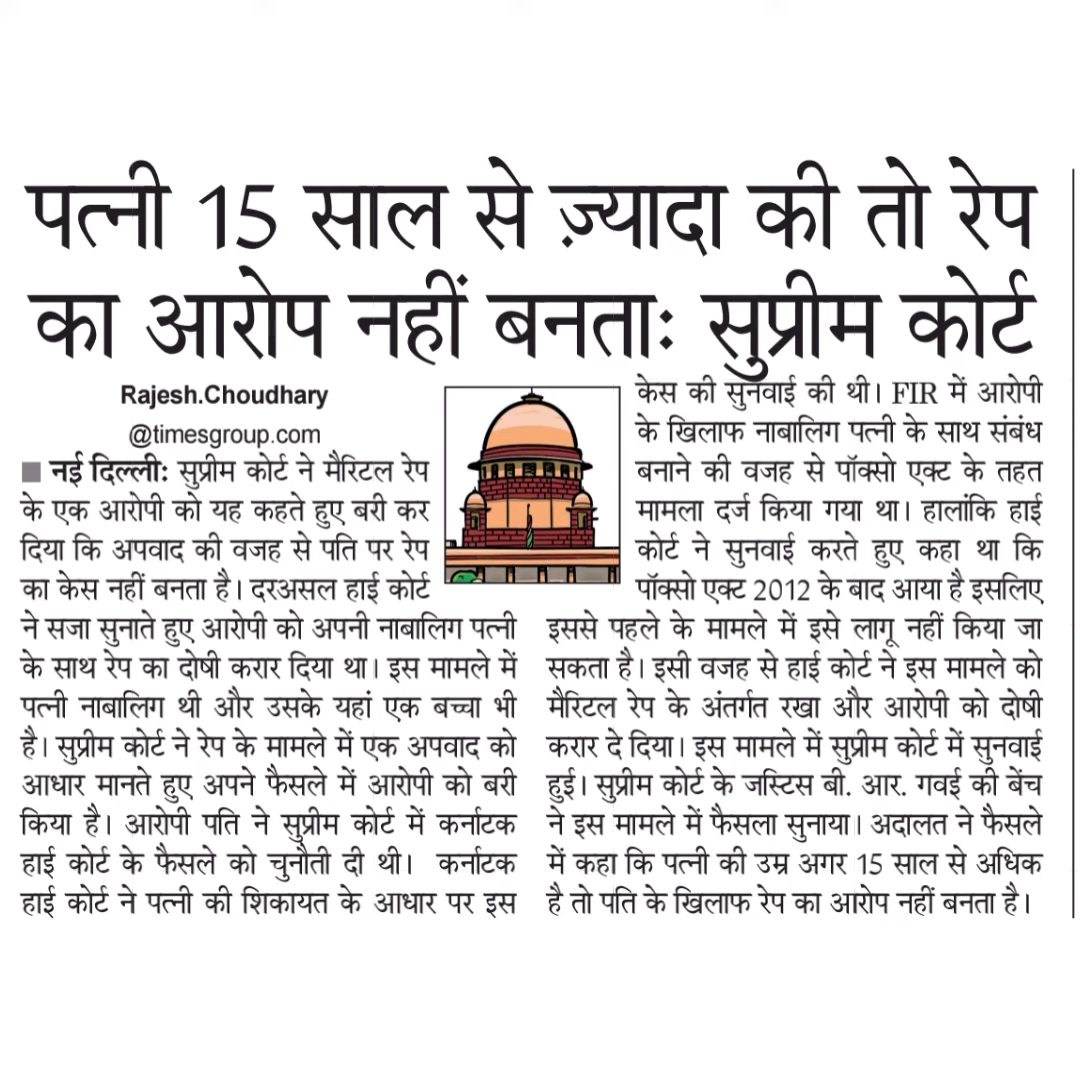 पत्नी 15 साल से ज़्यादा की तो रेप
का आरोप नहीं बनताः सुप्रीम कोर्ट
Rajesh.Choudhary
@timesgroup.com
■ नई दिल्लीः सुप्रीम कोर्ट ने मैरिटल रेप
के एक आरोपी को यह कहते हुए बरी कर
दिया कि अपवाद की वजह से पति पर रेप
का केस नहीं बनता है। दरअसल हाई कोर्ट
ने सजा सुनाते हुए आरोपी को अपनी नाबालिग पत्नी
के साथ रेप का दोषी करार दिया था। इस मामले में
पत्नी नाबालिग थी और उसके यहां एक बच्चा भी
है। सुप्रीम कोर्ट ने रेप के मामले में एक अपवाद को
आधार मानते हुए अपने फैसले में आरोपी को बरी
किया है। आरोपी पति ने सुप्रीम कोर्ट में कर्नाटक
हाई कोर्ट के फैसले को चुनौती दी थी। कर्नाटक
हाई कोर्ट ने पत्नी की शिकायत के आधार पर इस
केस की सुनवाई की थी। FIR में आरोपी
के खिलाफ नाबालिग पत्नी के साथ संबंध
बनाने की वजह से पॉक्सो एक्ट के तहत
मामला दर्ज किया गया था। हालांकि हाई
कोर्ट ने सुनवाई करते हुए कहा था कि
पॉक्सो एक्ट 2012 के बाद आया है इसलिए
इससे पहले के मामले में इसे लागू नहीं किया जा
सकता है। इसी वजह से हाई कोर्ट ने इस मामले को
मैरिटल रेप के अंतर्गत रखा और आरोपी को दोषी
करार दे दिया। इस मामले में सुप्रीम कोर्ट में सुनवाई
हुई। सुप्रीम कोर्ट के जस्टिस बी. आर. गवई की बेंच
ने इस मामले में फैसला सुनाया। अदालत ने फैसले
में कहा कि पत्नी की उम्र अगर 15 साल से अधिक
है तो पति के खिलाफ रेप का आरोप नहीं बनता है।